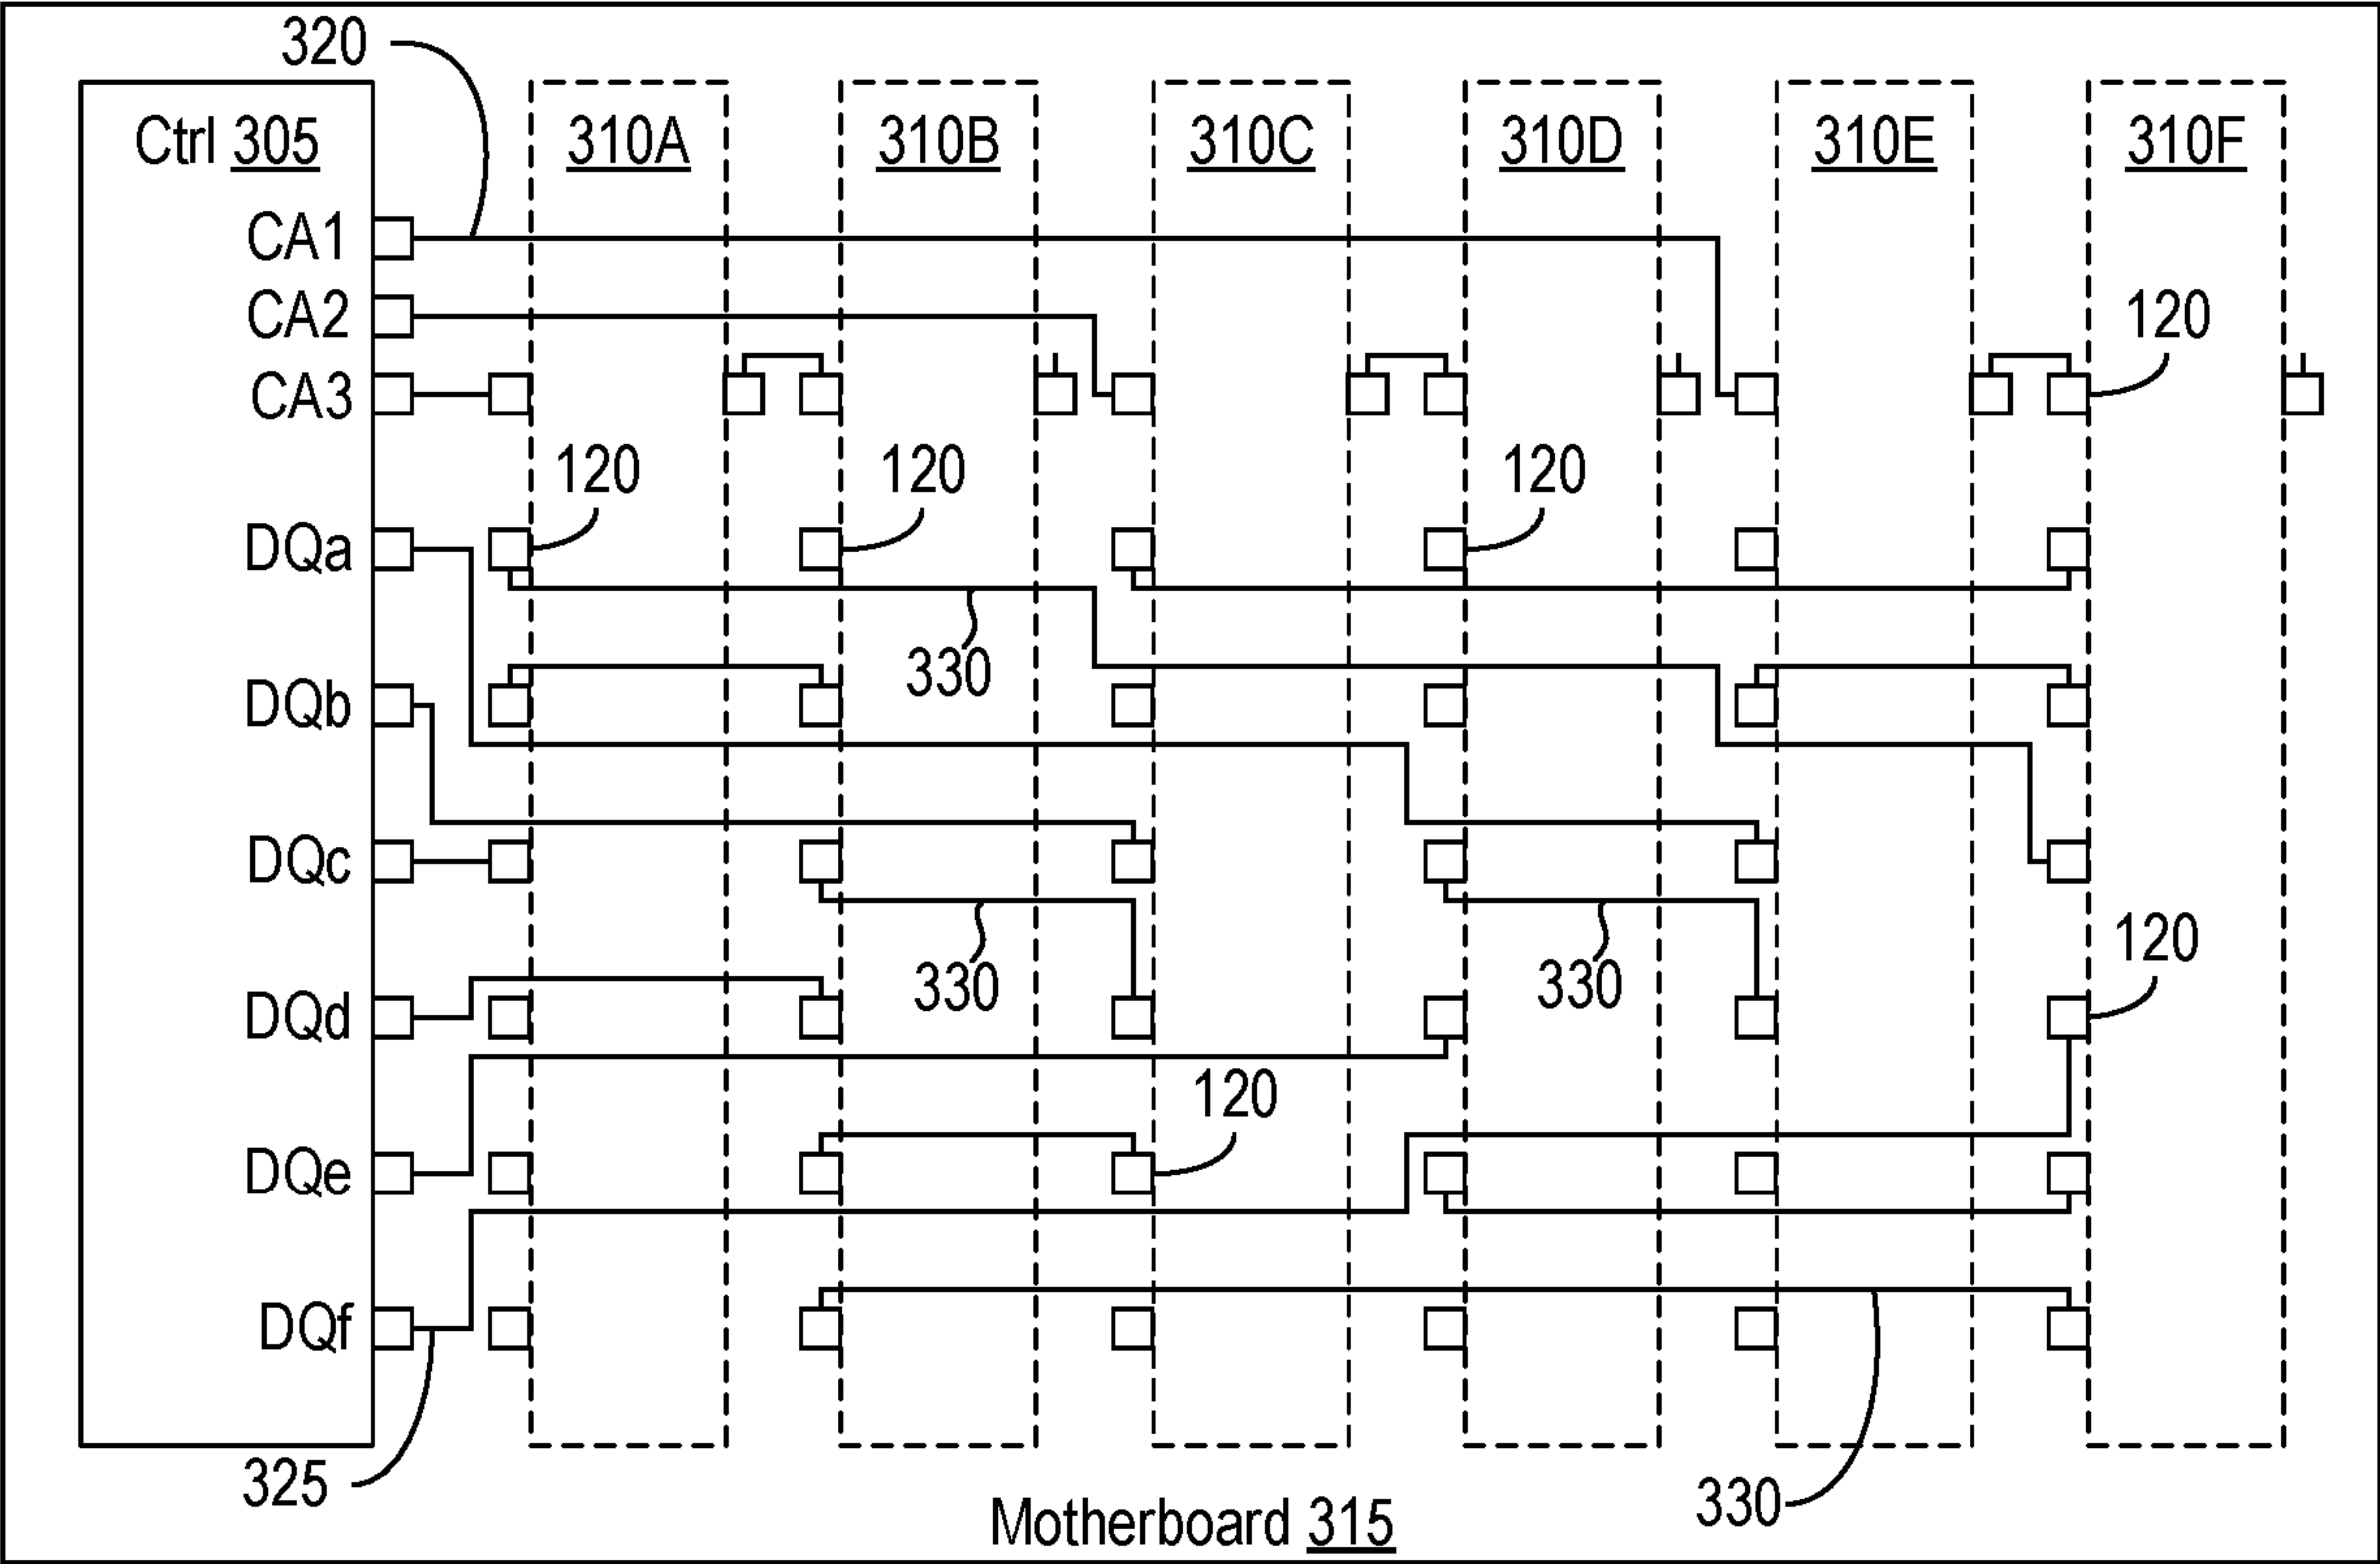 320
Ctrl 305
310A
310B
310C
310D
310E
310F
CA1
CA2
120
CA3
120
120
120
DQa
330
DQb
DQc
120
330
330
DQd
120
DQe
DQf
325
330
Motherboard 315